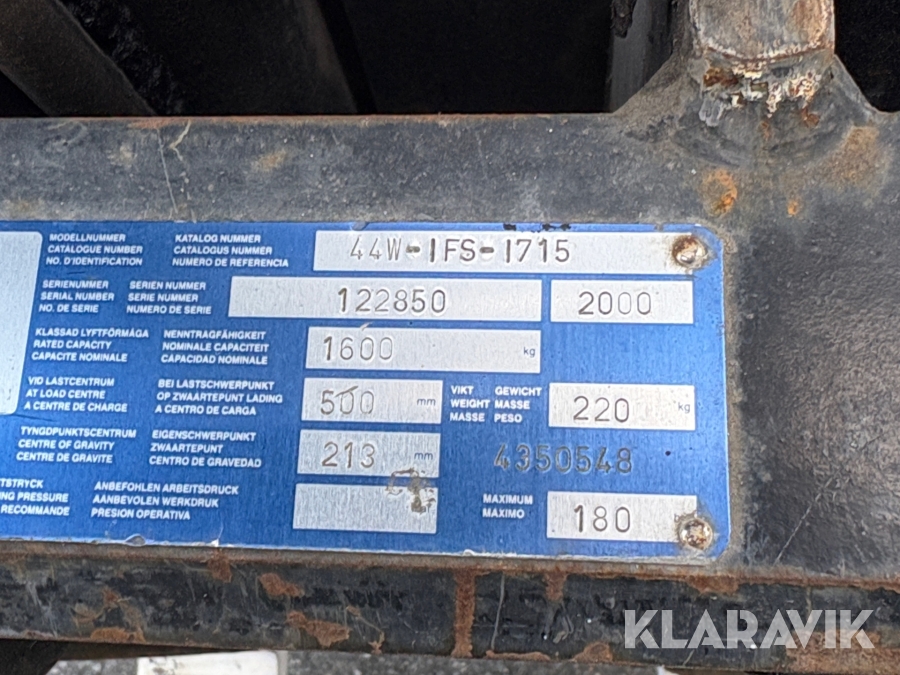 MODELLNUMMER KATALOG NUMMER
CATALOGUE NUMBER CATALOGUS NUMMER 44W-IFS-I715
NO. D'IDENTIFICATION NUMERO DE REFERENCIA
SERIENUMMER SERIEN NUMMER
SERIAL NUMBER SERIE NUMMER 122850 2000
NO. DE SERIE NUMERO DE SERIE
KLASSAD LYFTFÖRMÅGA NENNTRAGFÄHIGKEIT
RATED CAPACITY NOMINALE CAPACITEIT 1600 kg
CAPACITE NOMINALE CAPACIDAD NOMINALE
VID LASTCENTRUM BEI LASTSCHWERPUNKT VIKT GEWICHT
AT LOAD CENTRE OP ZWAARTEPUNT LADING 500 mm WEIGHT MASSE 220 kg
A CENTRE DE CHARGE A CENTRO DE CARGA MASSE PESO
TYNGDPUNKTSCENTRUM EIGENSCHWERPUNKT
CENTRE OF GRAVITY ZWAARTEPUNT 213 mm 4350548
CENTRE DE GRAVITE CENTRO DE GRAVEDAD
TSTRYCK ANBEFOHLEN ARBEITSDRUCK
NG PRESSURE AANBEVOLEN WERKDRUK MAXIMUM
RECOMMANDE PRESION OPERATIVA MAXIMO 180
KLARAVIK